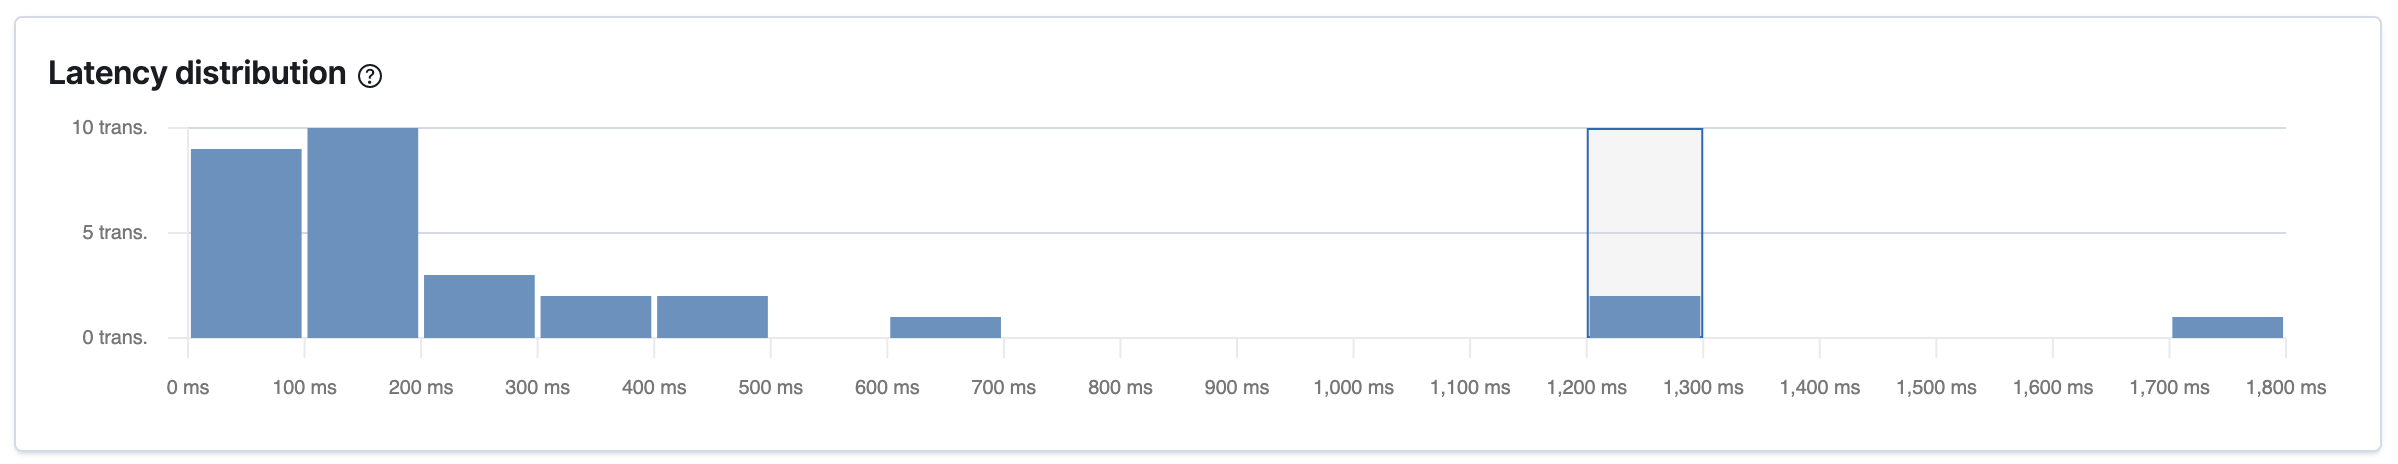 Latency distribution ?
10 trans.
5 trans.
0 trans.
0 ms 100 ms 200 ms 300 ms 400 ms 500 ms 600 ms 700 ms 800 ms 900 ms 1,000 ms 1,100 ms 1,200 ms 1,300 ms 1,400 ms 1,500 ms 1,600 ms 1,700 ms 1,800 ms